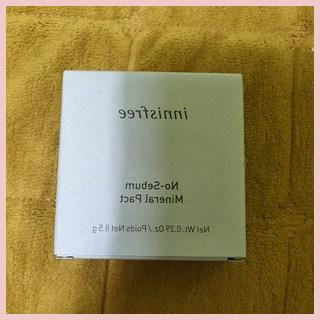 innisfree
No-Sebum
Mineral Pact
Net Wt. 0.29 Oz. / Poids Net 8.5 g